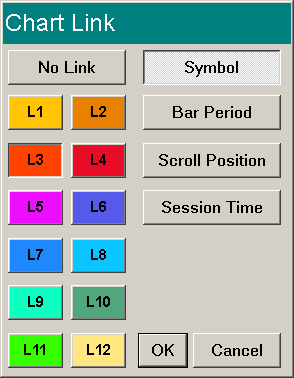 Chart Link
No Link Symbol
L1 L2 Bar Period
L3 L4 Scroll Position
L5 L6 Session Time
L7 L8
L9 L10
L11 L12 OK Cancel